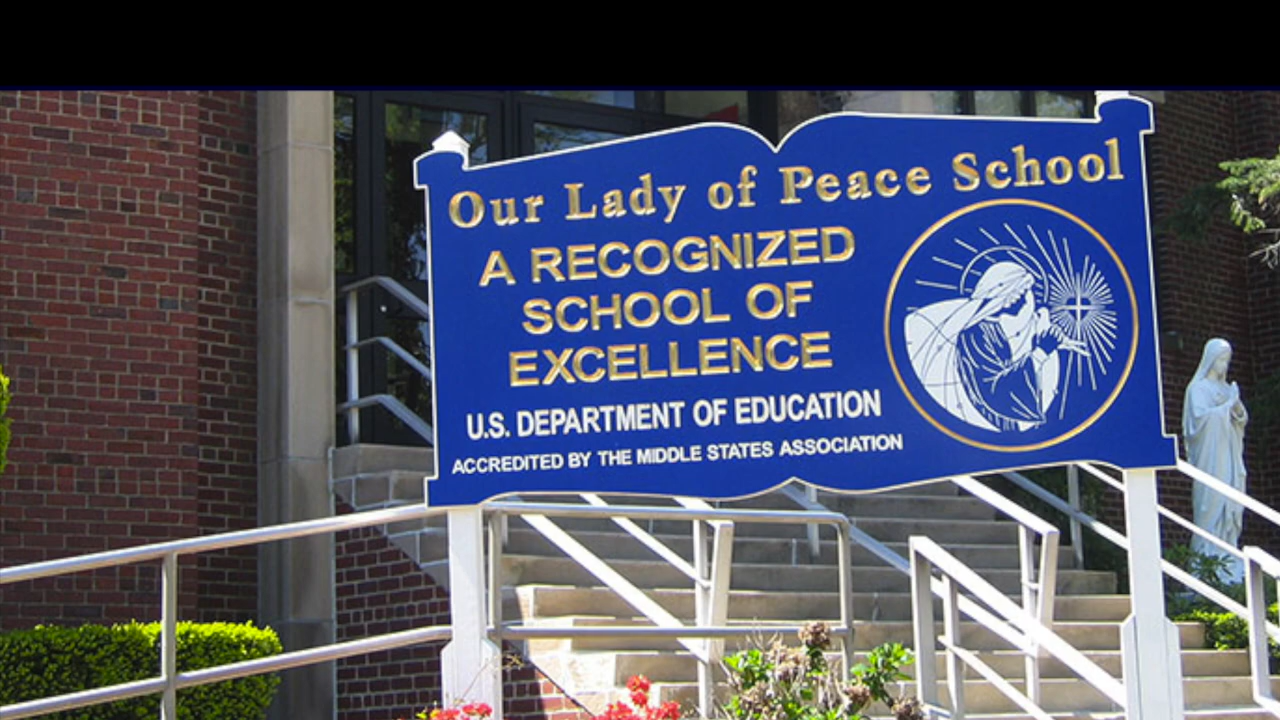 Our Lady of Peace School
A RECOGNIZED
SCHOOL OF
EXCELLENCE
U.S. DEPARTMENT OF EDUCATION
ACCREDITED BY THE MIDDLE STATES ASSOCIATION